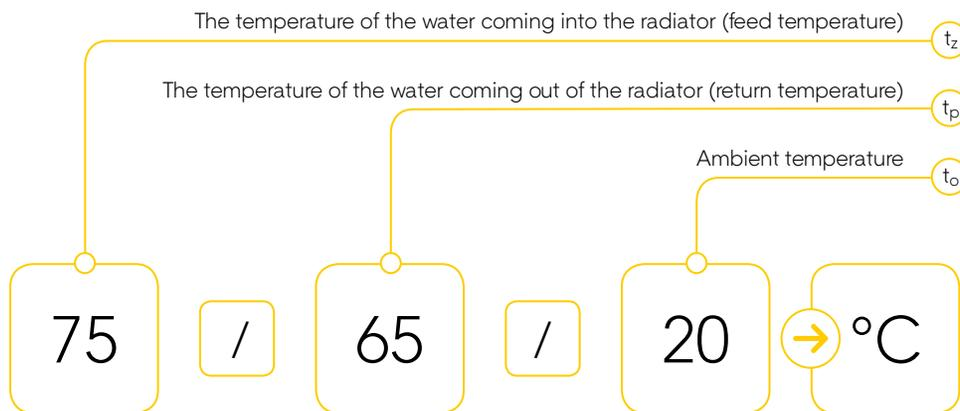 The temperature of the water coming into the radiator (feed temperature)
tz
The temperature of the water coming out of the radiator (return temperature)
tp
Ambient temperature
to
75 / 65 / 20 °C